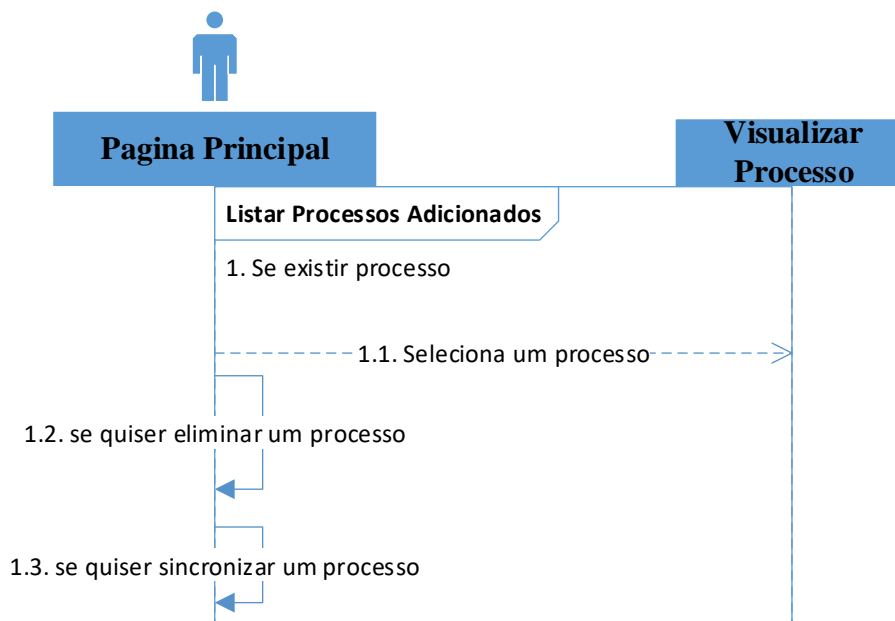 Pagina Principal
Visualizar
Processo
Listar Processos Adicionados
1. Se existir processo
1.1. Seleciona um processo
1.2. se quiser eliminar um processo
1.3. se quiser sincronizar um processo